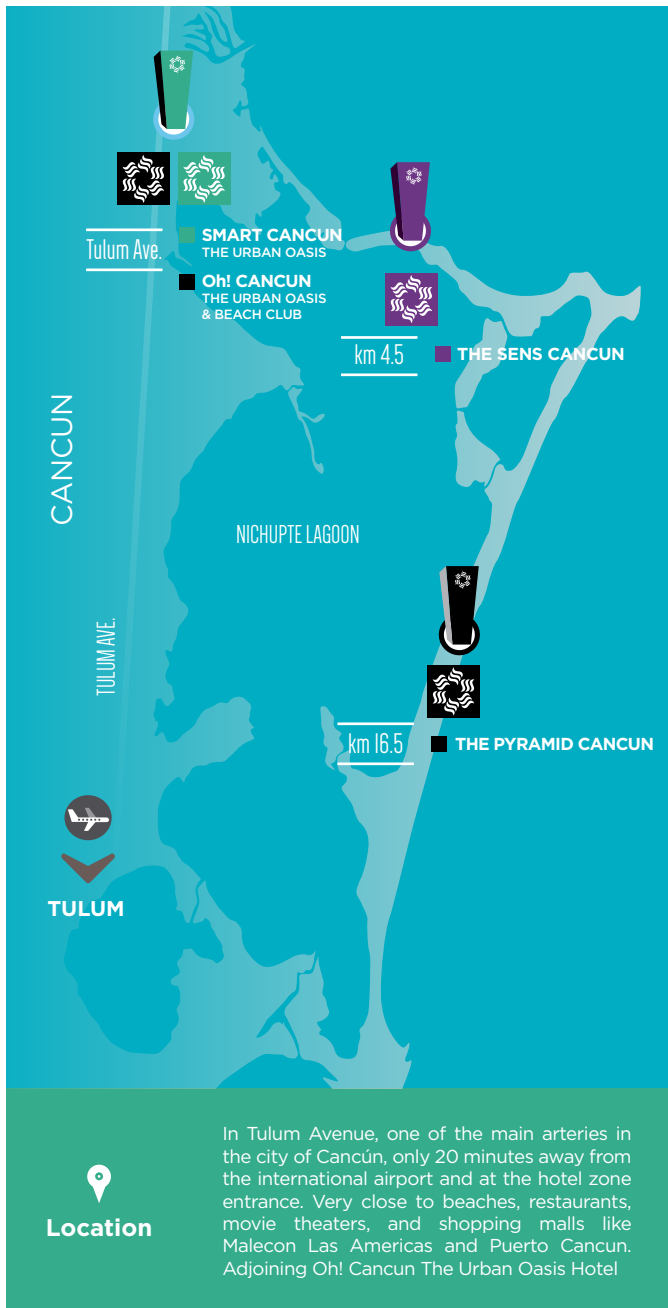 Tulum Ave.
SMART CANCUN
THE URBAN OASIS
Oh! CANCUN
THE URBAN OASIS
& BEACH CLUB
km 4.5
THE SENS CANCUN
CANCUN
NICHUPTE LAGOON
TULUM AVE.
km 16.5
THE PYRAMID CANCUN
TULUM
Location
In Tulum Avenue, one of the main arteries in
the city of Cancún, only 20 minutes away from
the international airport and at the hotel zone
entrance. Very close to beaches, restaurants,
movie theaters, and shopping malls like
Malecon Las Americas and Puerto Cancun.
Adjoining Oh! Cancun The Urban Oasis Hotel